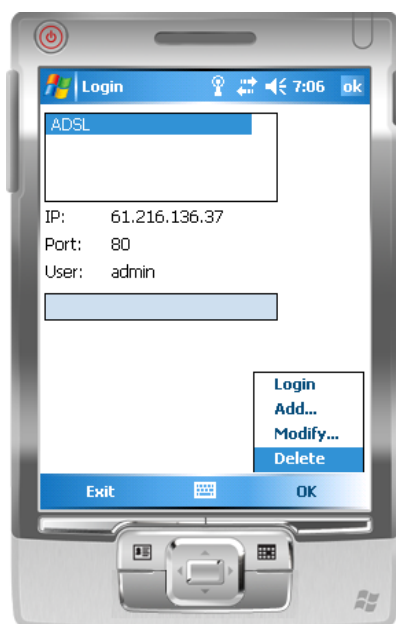 Login 7:06 ok
ADSL
IP: 61.216.136.37
Port: 80
User: admin
Login
Add...
Modify...
Delete
Exit OK